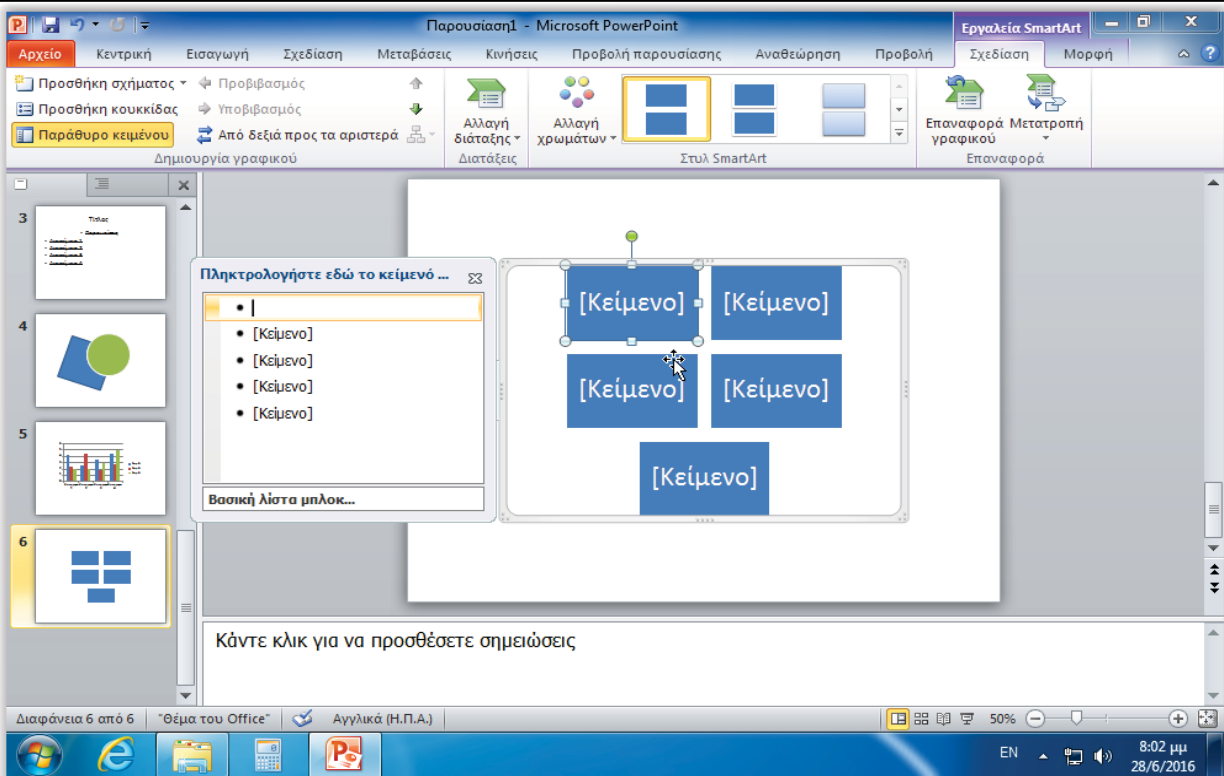 Παρουσίαση1 - Microsoft PowerPoint
Εργαλεία SmartArt
Αρχείο Κεντρική Εισαγωγή Σχεδίαση Μεταβάσεις Κινήσεις Προβολή παρουσίασης Αναθεώρηση Προβολή Σχεδίαση Μορφή
Προσθήκη σχήματος
Προσθήκη κουκκίδας
Παράθυρο κειμένου
Προβιβασμός
Υποβιβασμός
Από δεξιά προς τα αριστερά
Δημιουργία γραφικού
Αλλαγή
διάταξης
Διατάξεις
Αλλαγή
χρωμάτων
Στυλ SmartArt
Επαναφορά
γραφικού
Μετατροπή
Επαναφορά
3
Τίτλος
4
5
6
Πληκτρολογήστε εδώ το κείμενό ...
[Κείμενο]
[Κείμενο]
[Κείμενο]
[Κείμενο]
Βασική λίστα μπλοκ...
[Κείμενο] [Κείμενο]
[Κείμενο] [Κείμενο]
[Κείμενο]
Κάντε κλικ για να προσθέσετε σημειώσεις
Διαφάνεια 6 από 6 "Θέμα του Office" Αγγλικά (Η.Π.Α.) 50%
EN 8:02 μμ
28/6/2016